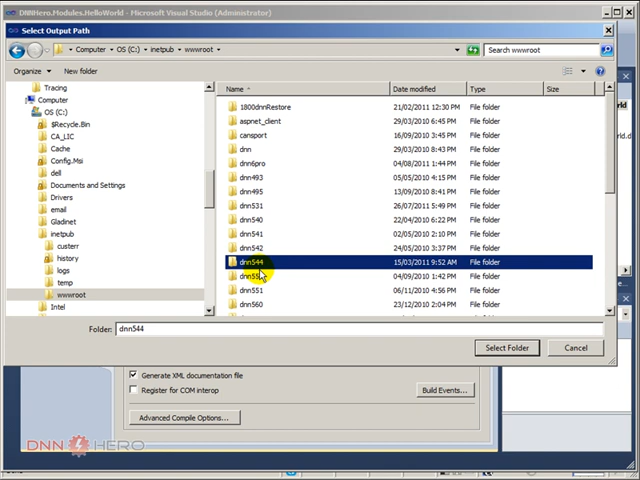 DNNHero.Modules.HelloWorld - Microsoft Visual Studio (Administrator)
Select Output Path
Computer OS (C:) inetpub wwwroot
Search wwwroot
Organize New folder
Tracing
Computer
OS (C:)
$Recycle.Bin
CA_LIC
Cache
Config.Msi
dell
Documents and Settings
Drivers
email
Gladinet
inetpub
custerr
history
logs
temp
wwwroot
Intel
Name Date modified Type Size
1800dnnRestore 21/02/2011 12:30 PM File folder
aspnet_client 29/03/2010 6:45 PM File folder
cansport 16/09/2010 3:45 PM File folder
dnn 29/03/2010 8:43 PM File folder
dnn6pro 04/08/2011 3:45 PM File folder
dnn493 05/05/2010 4:15 PM File folder
dnn495 13/09/2010 8:41 PM File folder
dnn531 26/07/2011 5:49 PM File folder
dnn540 22/04/2010 6:22 PM File folder
dnn541 02/05/2010 2:10 PM File folder
dnn542 24/05/2010 3:37 PM File folder
dnn544 15/03/2011 9:52 AM File folder
04/09/2010 1:42 PM File folder
dnn551 06/11/2010 4:56 PM File folder
dnn560 23/12/2010 2:04 PM File folder
Folder: dnn544
Select Folder Cancel
Generate XML documentation file
Register for COM interop Build Events...
Advanced Compile Options...
DNN HERO